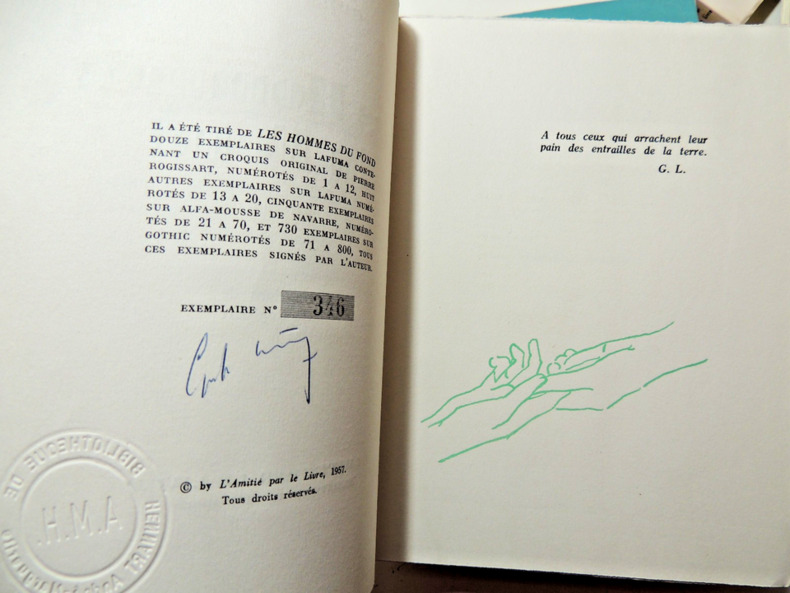 IL A ÉTÉ TIRÉ DE LES HOMMES DU FOND
DOUZE EXEMPLAIRES SUR LAFUMA CONTE-
NANT UN CROQUIS ORIGINAL DE PIERRE
ROGISSART, NUMÉROTÉS DE 1 A 12, HUIT
AUTRES EXEMPLAIRES SUR LAFUMA NUMÉ-
ROTÉS DE 13 A 20, CINQUANTE EXEMPLAIRES
SUR ALFA-MOUSSE DE NAVARRE, NUMÉRO-
TÉS DE 21 A 70, ET 730 EXEMPLAIRES SUR
GOTHIC NUMÉROTÉS DE 71 A 800, TOUS
CES EXEMPLAIRES SIGNÉS PAR L'AUTEUR.
EXEMPLAIRE N° 346
© by L'Amitié par le Livre, 1957.
Tous droits réservés.
BIBLIOTHEQUE DE
A.M.H.
A tous ceux qui arrachent leur
pain des entrailles de la terre.
G. L.